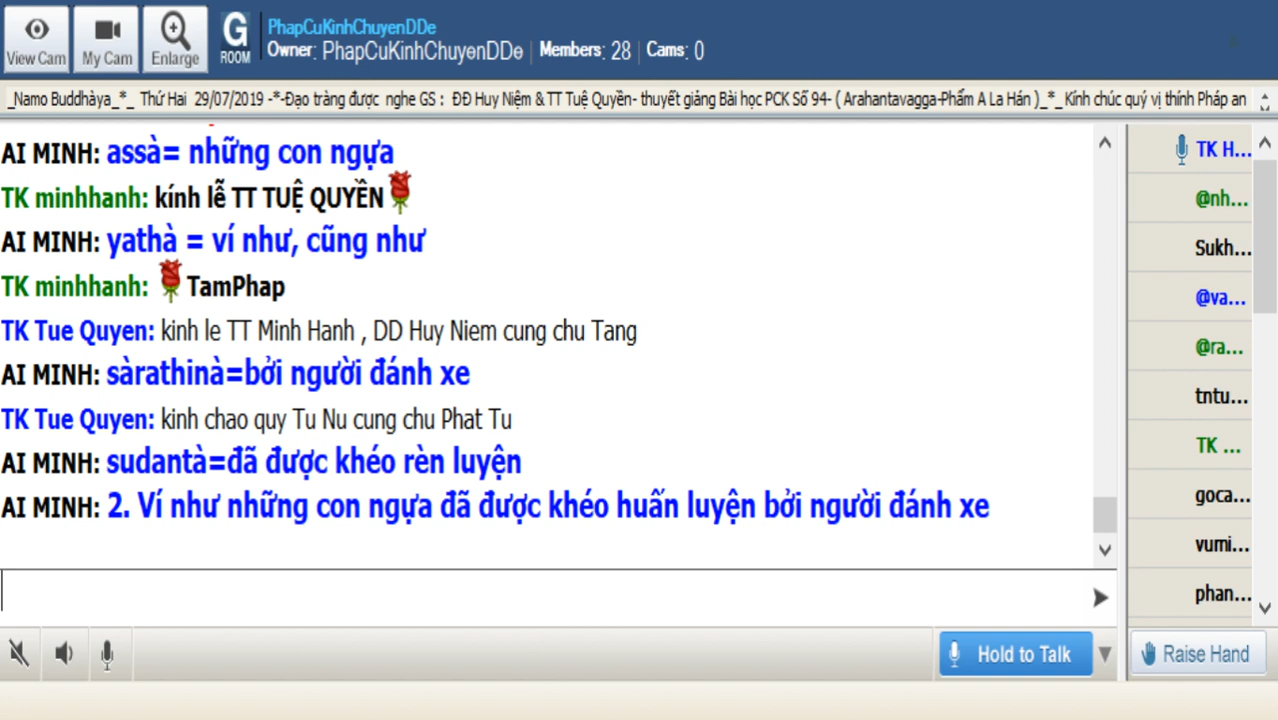 View Cam
My Cam
Enlarge
G
ROOM
PhapCuKinhChuyenDDe
Owner: PhapCuKinhChuyenDDe | Members: 28 | Cams: 0
_Namo Buddhàya_*_ Thứ Hai 29/07/2019 -*-Đạo tràng được nghe GS : ĐĐ Huy Niệm & TT Tuệ Quyền- thuyết giảng Bài học PCK Số 94- ( Arahantavagga-Phẩm A La Hán )_*_ Kính chúc quý vị thính Pháp an
AI MINH: assà= những con ngựa
TK minhhanh: kính lễ TT TUỆ QUYỀN
AI MINH: yathà = ví như, cũng như
TK minhhanh: TamPhap
TK Tue Quyen: kinh le TT Minh Hanh , DD Huy Niem cung chu Tang
AI MINH: sàrathinà=bởi người đánh xe
TK Tue Quyen: kinh chao quy Tu Nu cung chu Phat Tu
AI MINH: sudantà=đã được khéo rèn luyện
AI MINH: 2. Ví như những con ngựa đã được khéo huấn luyện bởi người đánh xe
TK H...
@nh...
Sukh...
@va...
@ra...
tntu...
TK ...
goca...
vumi...
phan...
Hold to Talk
Raise Hand